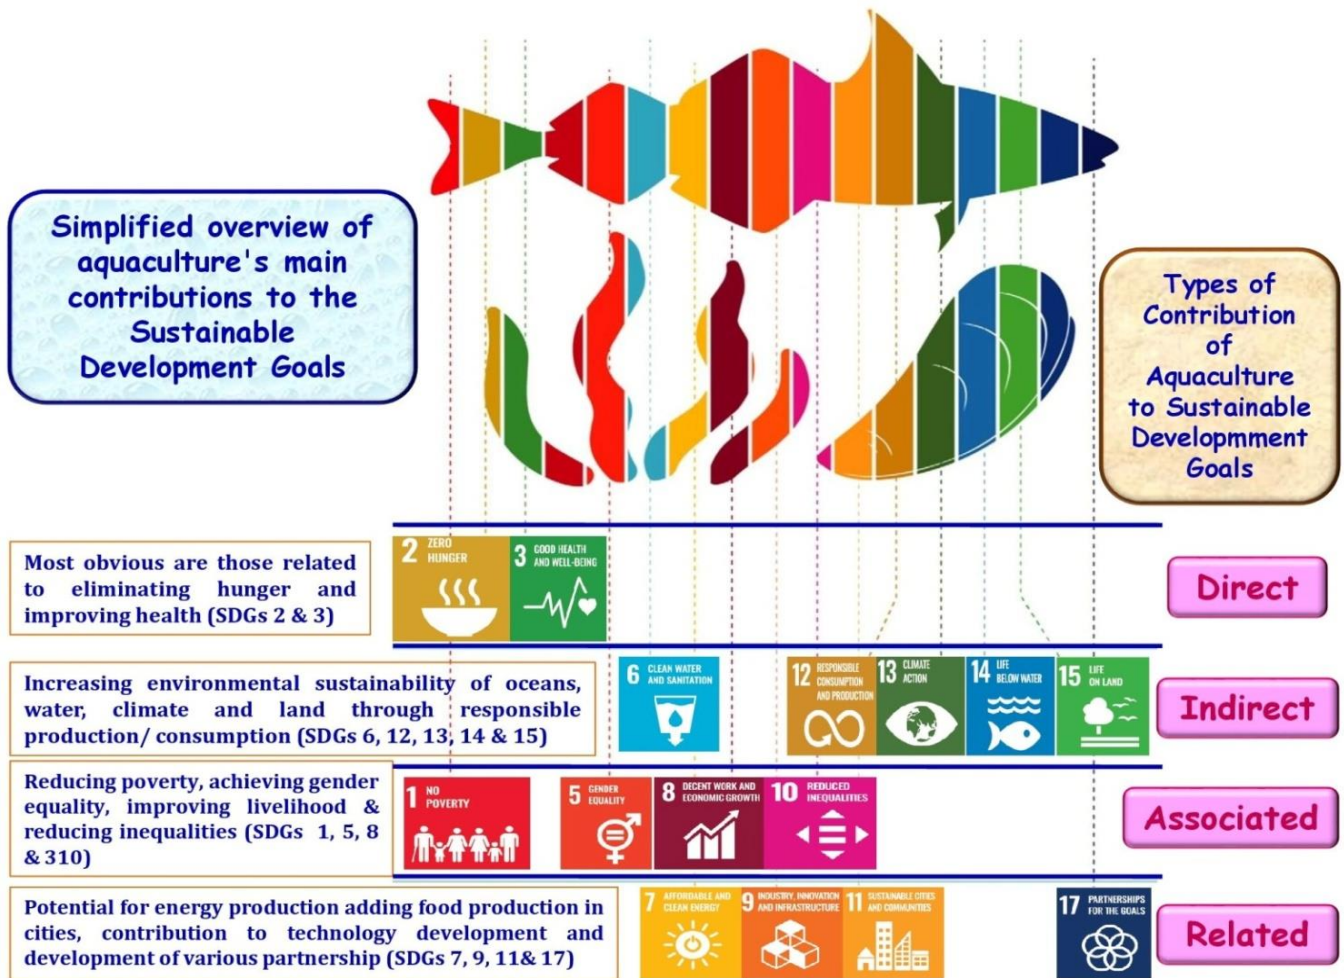 Simplified overview of
aquaculture's main
contributions to the
Sustainable
Development Goals
Types of
Contribution
of
Aquaculture
to Sustainable
Developmment
Goals
Most obvious are those related
to eliminating hunger and
improving health (SDGs 2 & 3)
2 ZERO
HUNGER
3 GOOD HEALTH
AND WELL-BEING
Direct
Increasing environmental sustainability of oceans,
water, climate and land through responsible
production/ consumption (SDGs 6, 12, 13, 14 & 15)
6 CLEAN WATER
AND SANITATION
12 RESPONSIBLE
CONSUMPTION
AND PRODUCTION
13 CLIMATE
ACTION
14 LIFE
BELOW WATER
15 LIFE
ON LAND
Indirect
Reducing poverty, achieving gender
equality, improving livelihood &
reducing inequalities (SDGs 1, 5, 8
& 310)
1 NO
POVERTY
5 GENDER
EQUALITY
8 DECENT WORK AND
ECONOMIC GROWTH
10 REDUCED
INEQUALITIES
Associated
Potential for energy production adding food production in
cities, contribution to technology development and
development of various partnership (SDGs 7, 9, 11& 17)
7 AFFORDABLE AND
CLEAN ENERGY
9 INDUSTRY, INNOVATION
AND INFRASTRUCTURE
11 SUSTAINABLE CITIES
AND COMMUNITIES
17 PARTNERSHIPS
FOR THE GOALS
Related